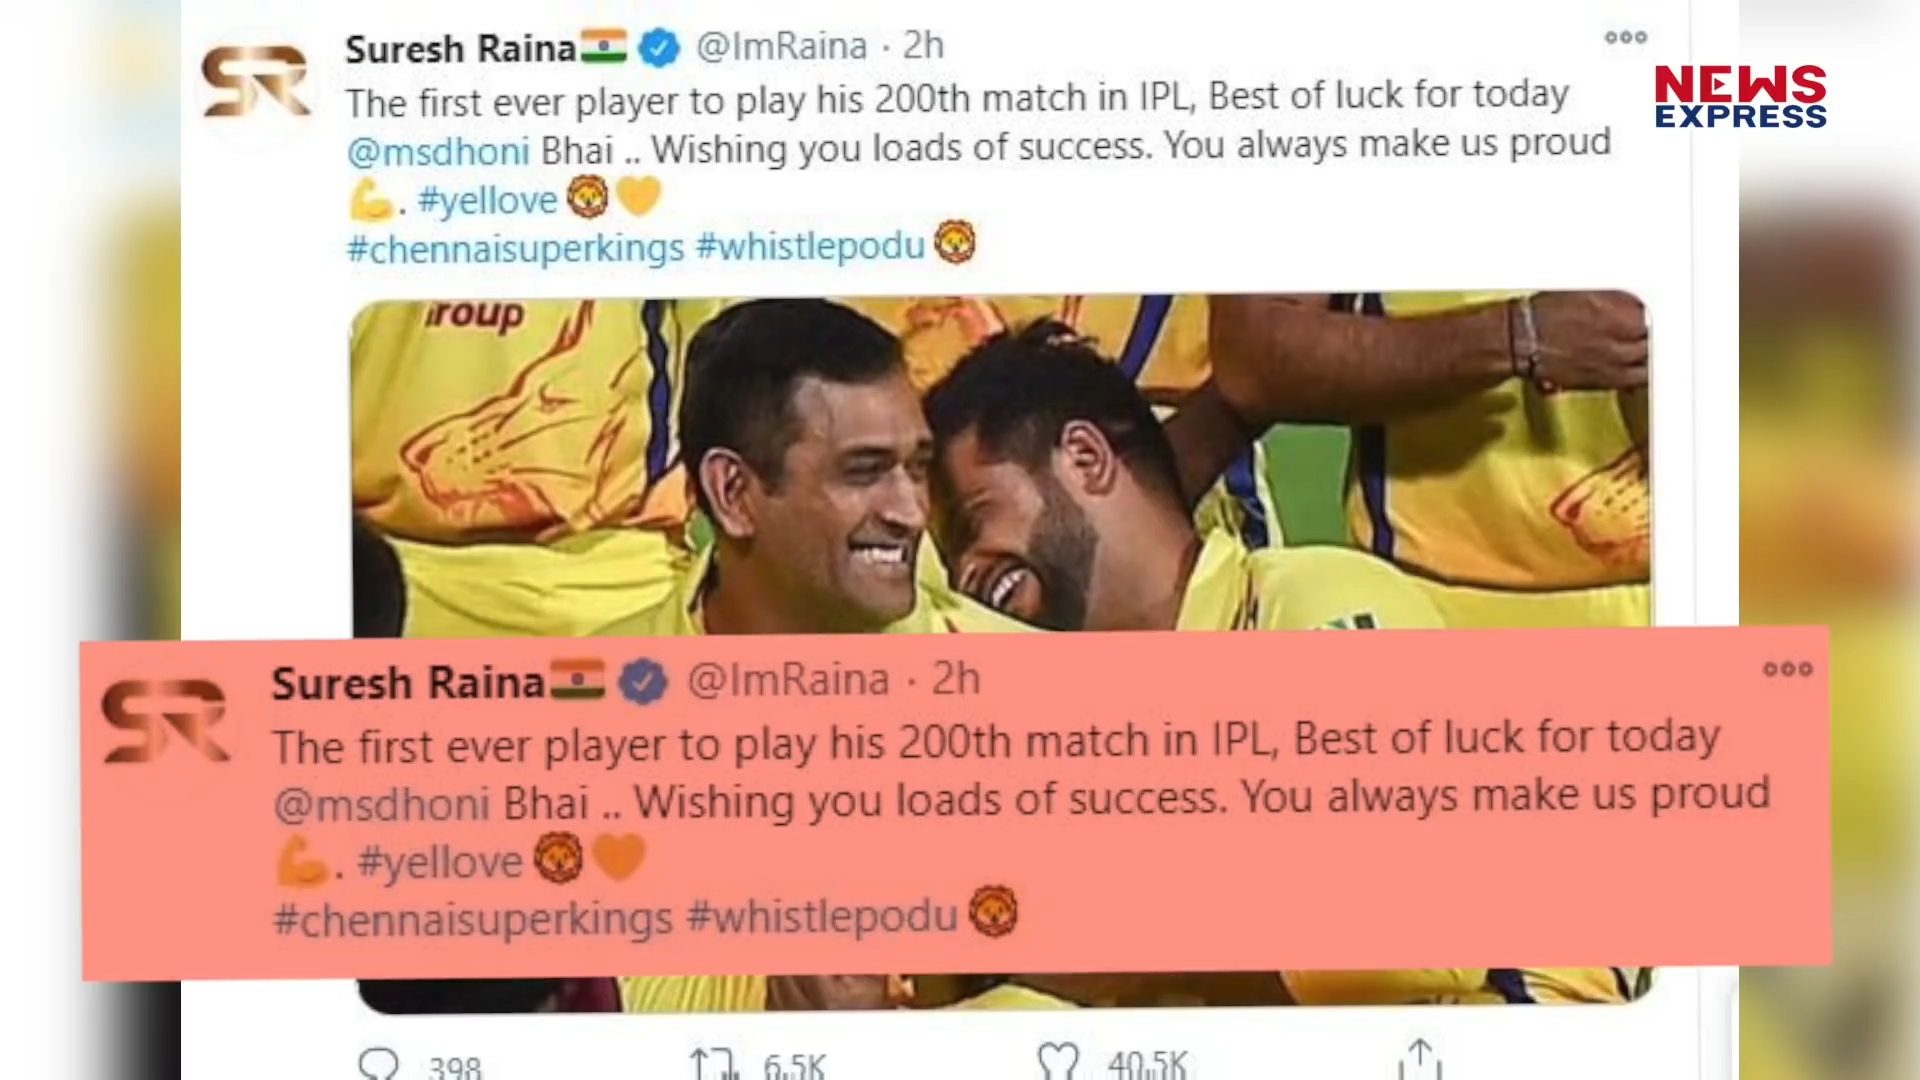 Suresh Raina @ImRaina · 2h
The first ever player to play his 200th match in IPL, Best of luck for today
@msdhoni Bhai .. Wishing you loads of success. You always make us proud
. #yellove
#chennaisuperkings #whistlepodu
NEWS
EXPRESS
SR
Group
Suresh Raina @ImRaina · 2h
The first ever player to play his 200th match in IPL, Best of luck for today
@msdhoni Bhai .. Wishing you loads of success. You always make us proud
. #yellove
#chennaisuperkings #whistlepodu
SR
398 6.5K 40.5K